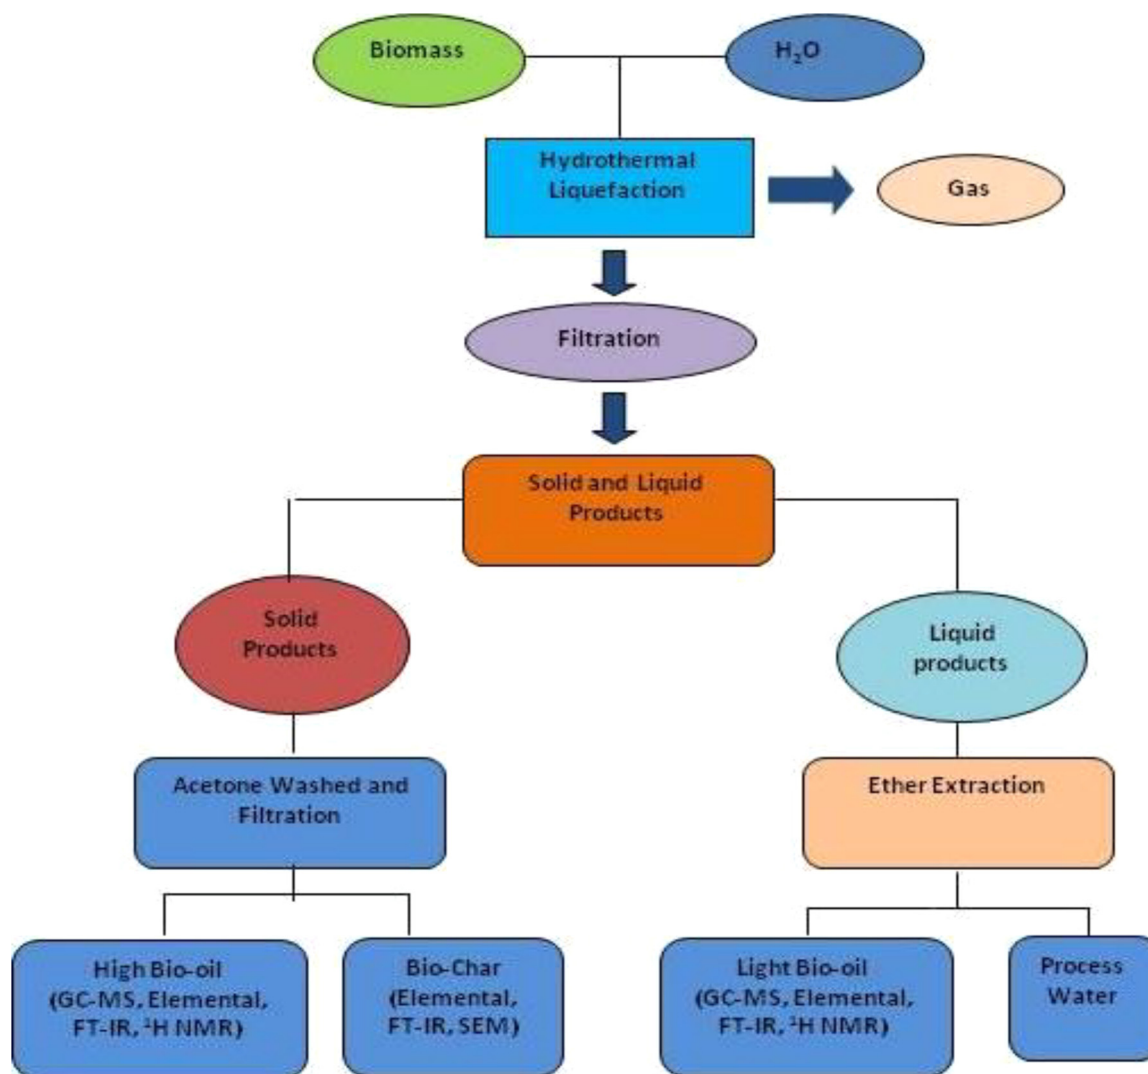 Biomass
H₂O
Hydrothermal
Liquefaction
Gas
Filtration
Solid and Liquid
Products
Solid
Products
Liquid
products
Acetone Washed and
Filtration
Ether Extraction
High Bio-oil
(GC-MS, Elemental,
FT-IR, ¹H NMR)
Bio-Char
(Elemental,
FT-IR, SEM)
Light Bio-oil
(GC-MS, Elemental,
FT-IR, ¹H NMR)
Process
Water